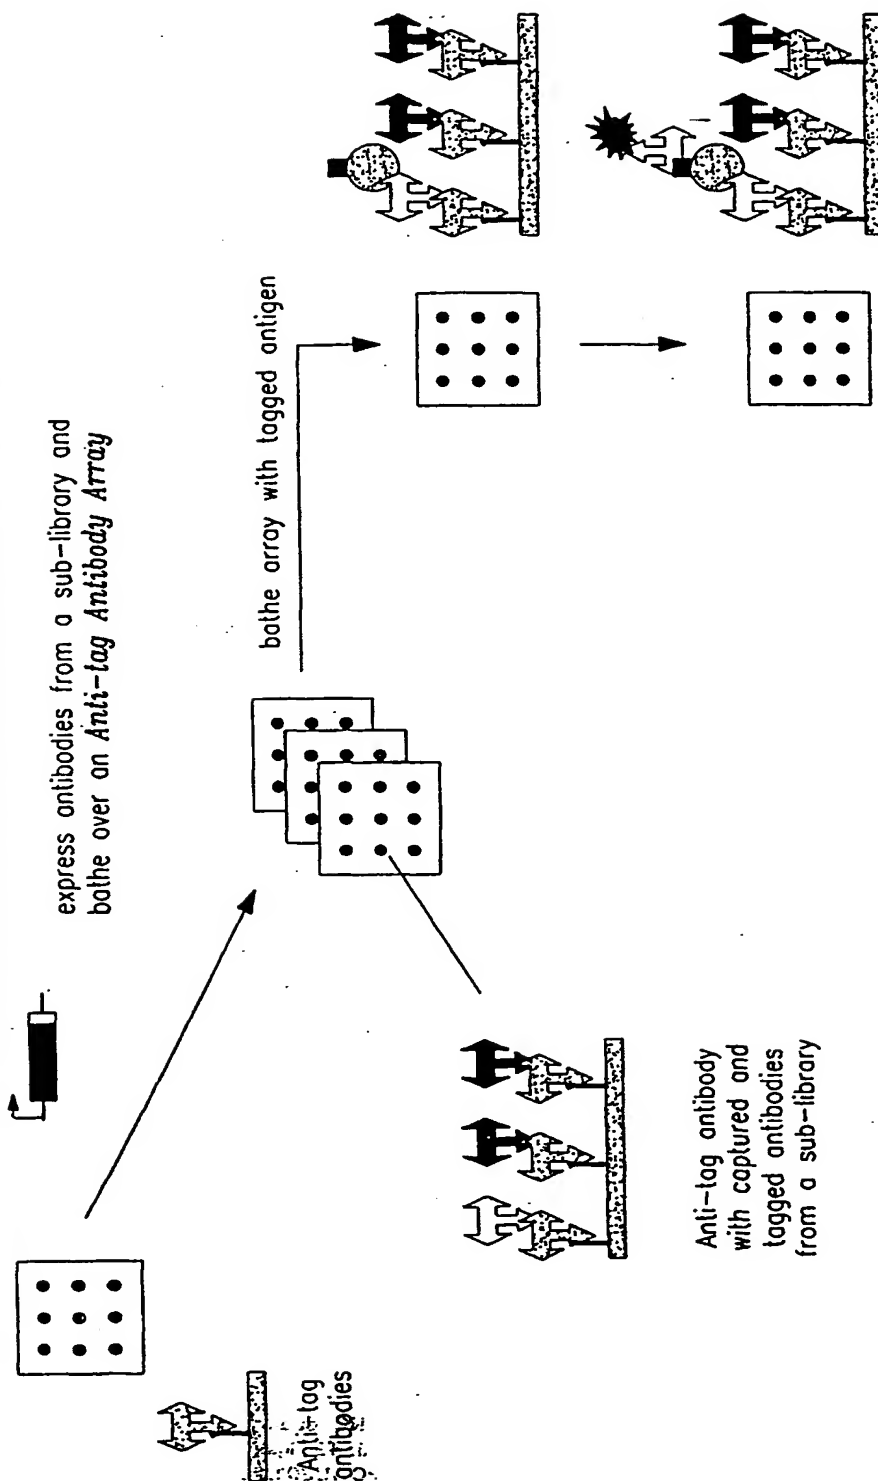 express antibodies from a sub-library and
bathe over an Anti-tag Antibody Array
bathe array with tagged antigen
Anti-tag
antibodies
Anti-tag antibody
with captured and
tagged antibodies
from a sub-library